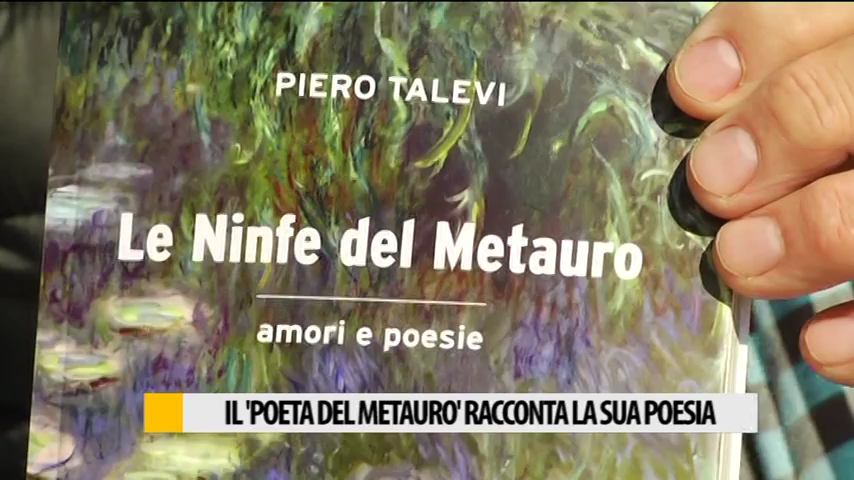 PIERO TALEVI
Le Ninfe del Metauro
amori e poesie
IL 'POETA DEL METAURO' RACCONTA LA SUA POESIA